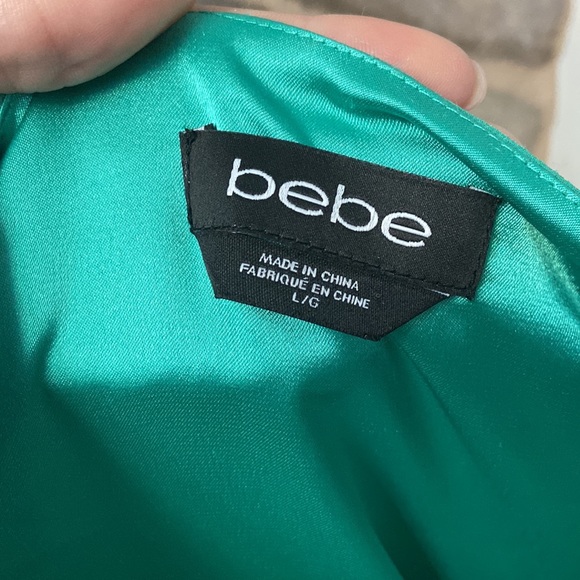 bebe
MADE IN CHINA
FABRIQUÉ EN CHINE
L/G